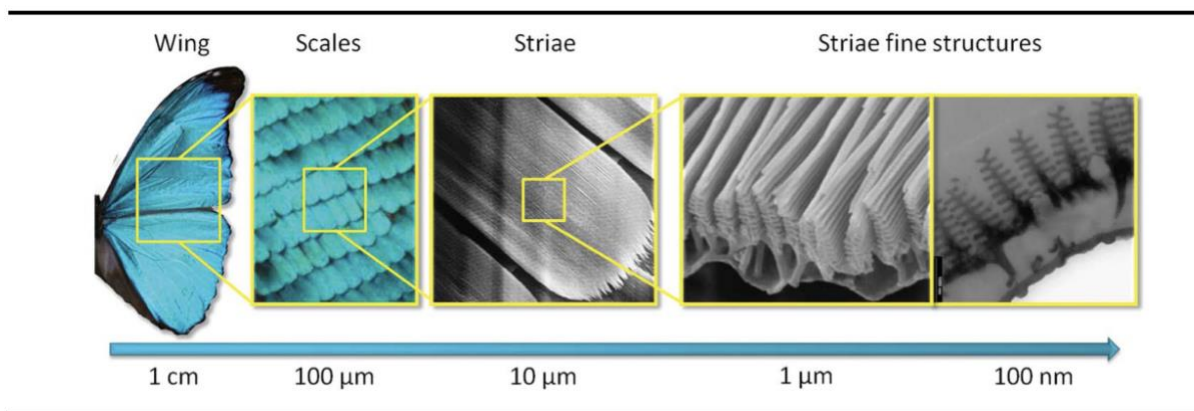 Wing Scales Striae Striae fine structures
1 cm 100 μm 10 μm 1 μm 100 nm